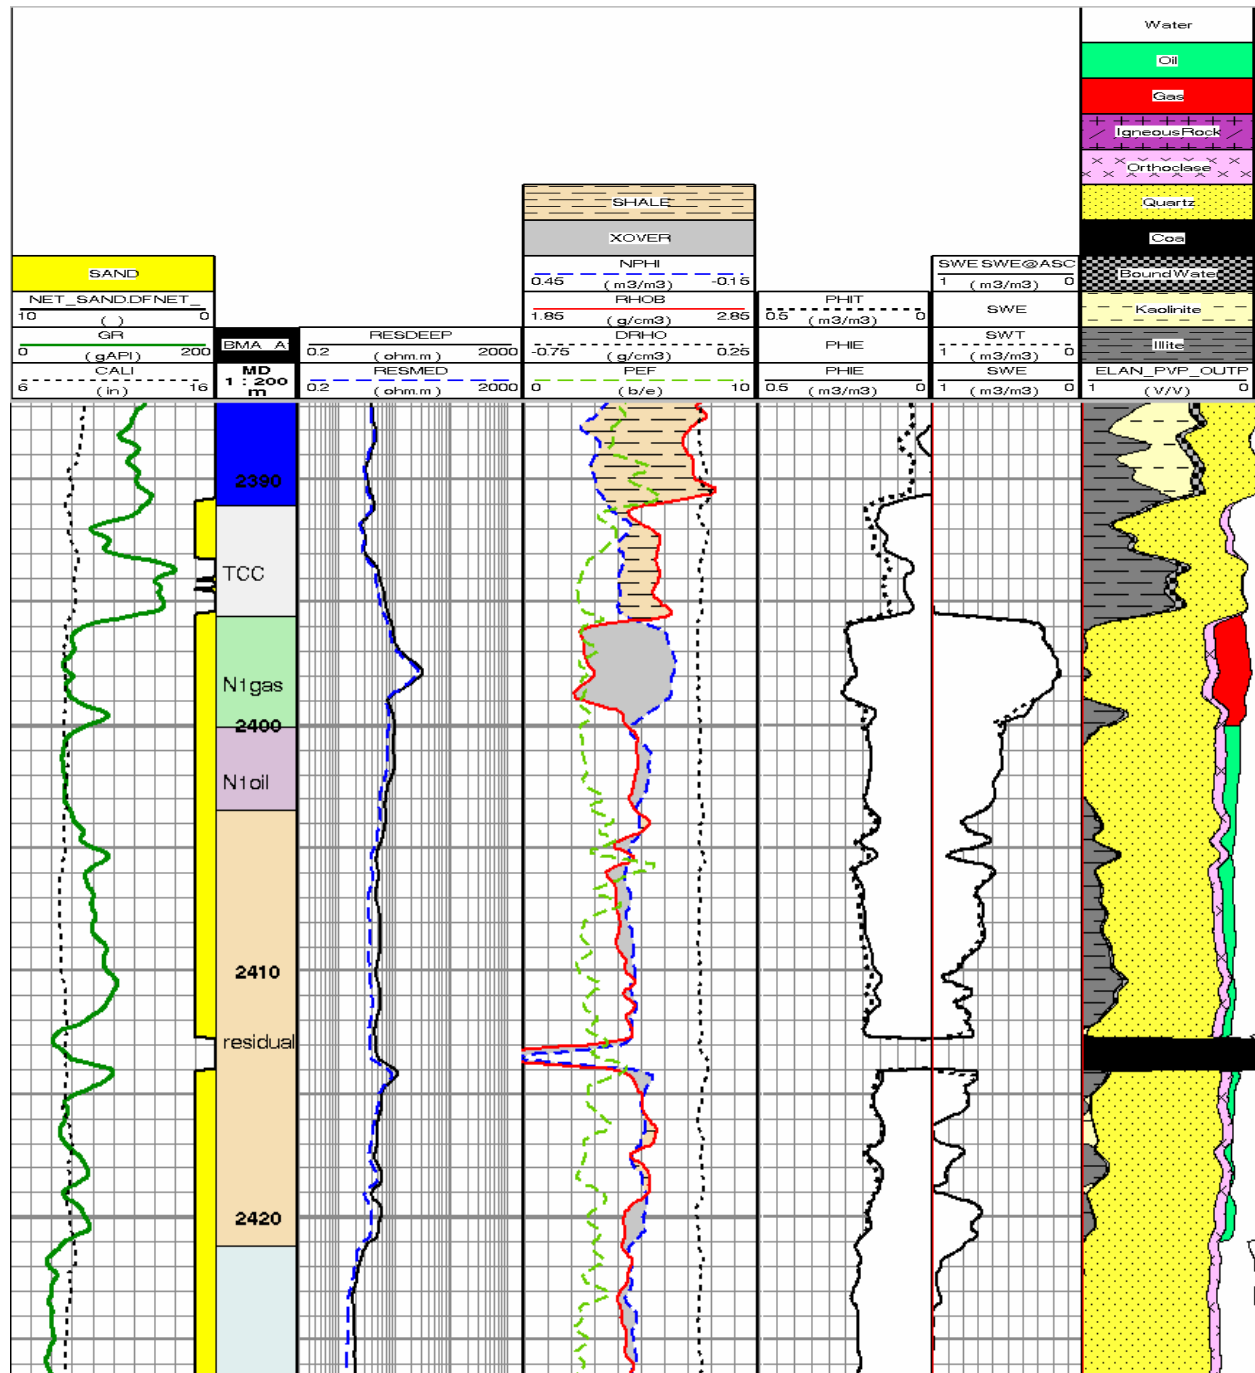 Water
Oil
Gas
IgneousRock
Orthoclase
Quartz
Coa
BoundWater
Kaolinite
Illite
ELAN_PVP_OUTP
1 (V/V) 0
SHALE
XOVER
NPHI
0.45 (m3/m3) -0.15
RHOB
1.85 (g/cm3) 2.85
DRHO
-0.75 (g/cm3) 0.25
PEF
0 (b/e) 10
SAND
NET_SAND.DFNET_
10 ( ) 0
GR
0 (gAPI) 200
CALI
6 (in) 16
BMA_A
MD
1 : 200
m
RESDEEP
0.2 (ohm.m) 2000
RESMED
0.2 (ohm.m) 2000
PHIT
0.5 (m3/m3) 0
PHIE
PHIE
0.5 (m3/m3) 0
SWE SWE@ASC
1 (m3/m3) 0
SWE
SWT
1 (m3/m3) 0
SWE
1 (m3/m3) 0
2390
TCC
N1gas
2400
N1oil
2410
residual
2420